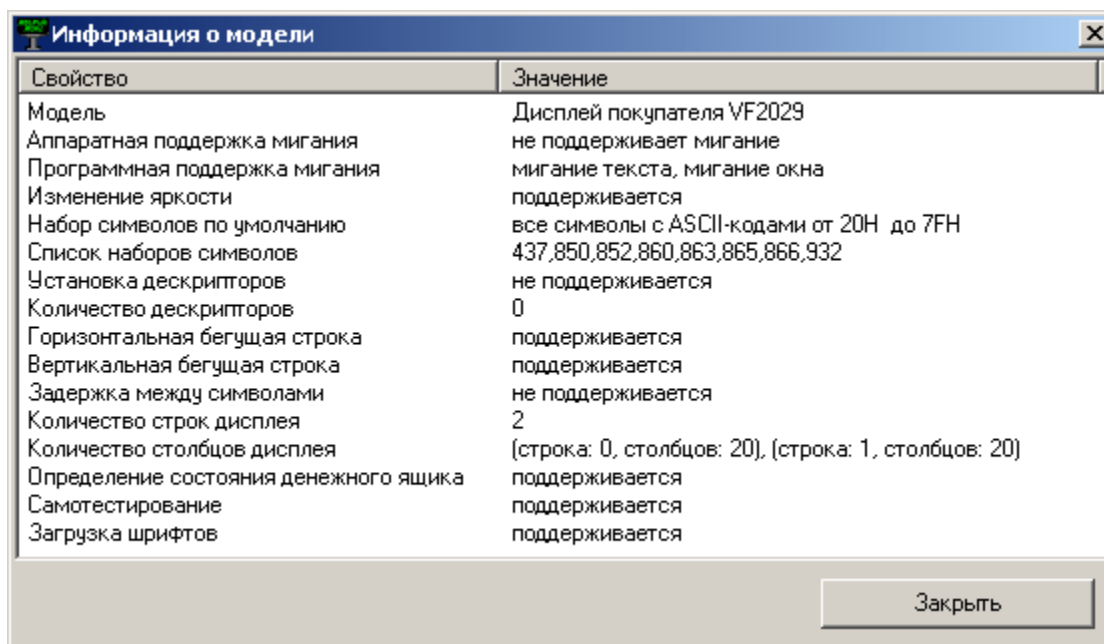 Информация о модели
Свойство Значение
Модель Дисплей покупателя VF2029
Аппаратная поддержка мигания не поддерживает мигание
Программная поддержка мигания мигание текста, мигание окна
Изменение яркости поддерживается
Набор символов по умолчанию все символы с ASCII-кодами от 20H до 7FH
Список наборов символов 437,850,852,860,863,865,866,932
Установка дескрипторов не поддерживается
Количество дескрипторов 0
Горизонтальная бегущая строка поддерживается
Вертикальная бегущая строка поддерживается
Задержка между символами не поддерживается
Количество строк дисплея 2
Количество столбцов дисплея (строка: 0, столбцов: 20), (строка: 1, столбцов: 20)
Определение состояния денежного ящика поддерживается
Самотестирование поддерживается
Загрузка шрифтов поддерживается
Закрыть